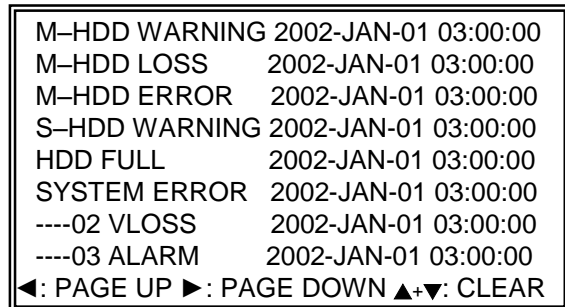 M–HDD WARNING 2002-JAN-01 03:00:00
M–HDD LOSS 2002-JAN-01 03:00:00
M–HDD ERROR 2002-JAN-01 03:00:00
S–HDD WARNING 2002-JAN-01 03:00:00
HDD FULL 2002-JAN-01 03:00:00
SYSTEM ERROR 2002-JAN-01 03:00:00
----02 VLOSS 2002-JAN-01 03:00:00
----03 ALARM 2002-JAN-01 03:00:00
◄: PAGE UP ►: PAGE DOWN ▲+▼: CLEAR